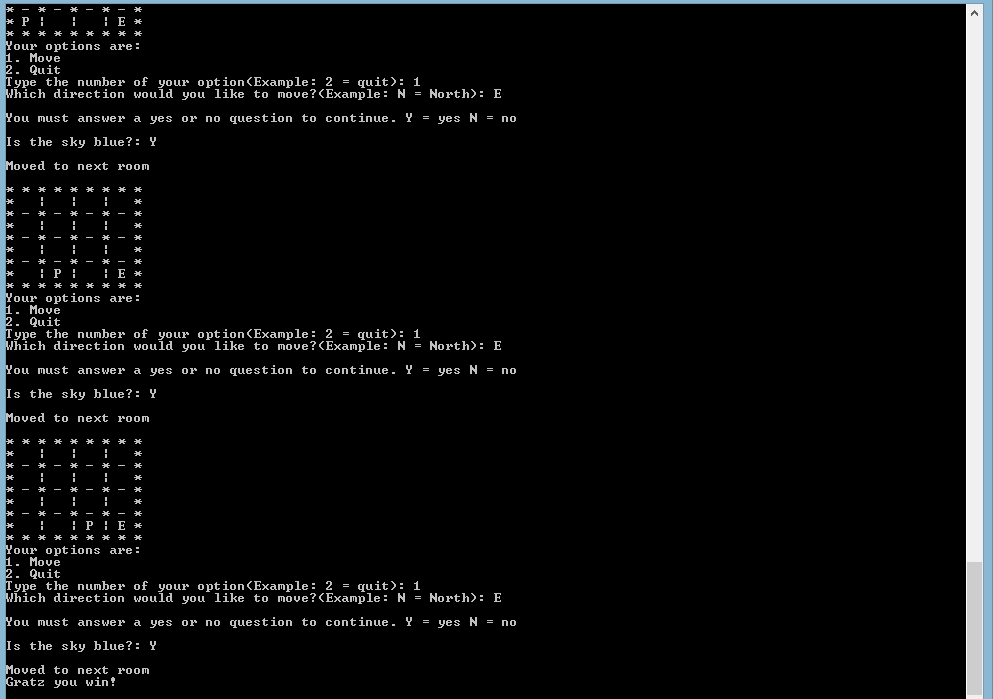 * - * - * - * - *
* P ¦   ¦   ¦ E *
* * * * * * * * *
Your options are:
1. Move
2. Quit
Type the number of your option(Example: 2 = quit): 1
Which direction would you like to move?(Example: N = North): E
You must answer a yes or no question to continue. Y = yes N = no
Is the sky blue?: Y
Moved to next room
* * * * * * * * *
*   ¦   ¦   ¦   *
* - * - * - * - *
*   ¦   ¦   ¦   *
* - * - * - * - *
*   ¦   ¦   ¦   *
* - * - * - * - *
*   ¦ P ¦   ¦ E *
* * * * * * * * *
Your options are:
1. Move
2. Quit
Type the number of your option(Example: 2 = quit): 1
Which direction would you like to move?(Example: N = North): E
You must answer a yes or no question to continue. Y = yes N = no
Is the sky blue?: Y
Moved to next room
* * * * * * * * *
*   ¦   ¦   ¦   *
* - * - * - * - *
*   ¦   ¦   ¦   *
* - * - * - * - *
*   ¦   ¦   ¦   *
* - * - * - * - *
*   ¦   ¦ P ¦ E *
* * * * * * * * *
Your options are:
1. Move
2. Quit
Type the number of your option(Example: 2 = quit): 1
Which direction would you like to move?(Example: N = North): E
You must answer a yes or no question to continue. Y = yes N = no
Is the sky blue?: Y
Moved to next room
Gratz you win!